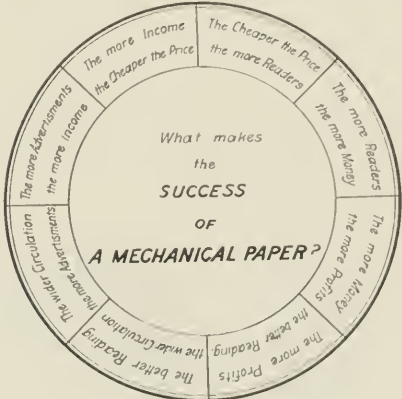 What makes
the
SUCCESS
OF
A MECHANICAL PAPER?
The Cheaper the Price
the more Readers
The more Readers
the more Money
The more Money
the more Profits
The more Profits
the better Reading.
The better Reading
the wider Circulation
The wider Circulation
the more Advertisments
The more Advertisments
the more Income
The more Income
the Cheaper the Price